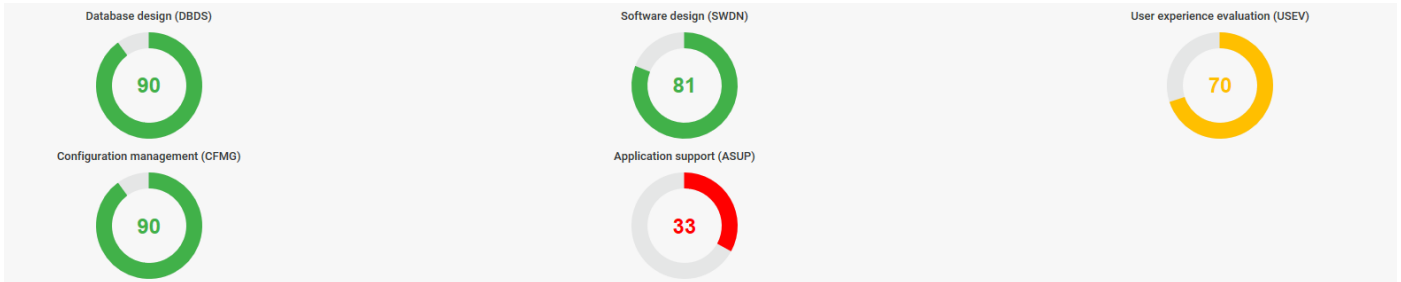 Database design (DBDS)
Software design (SWDN)
User experience evaluation (USEV)
90
81
70
Configuration management (CFMG)
Application support (ASUP)
90
33